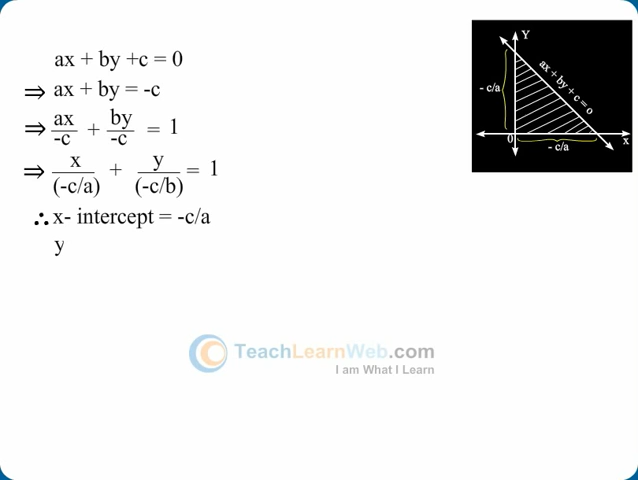 ax + by +c = 0
⇒ ax + by = -c
⇒ ax/-c + by/-c = 1
⇒ x/(-c/a) + y/(-c/b) = 1
∴ x- intercept = -c/a
y
Y
- c/a
ax + by + c = 0
0
x
- c/a
TeachLearnWeb.com
I am What I Learn